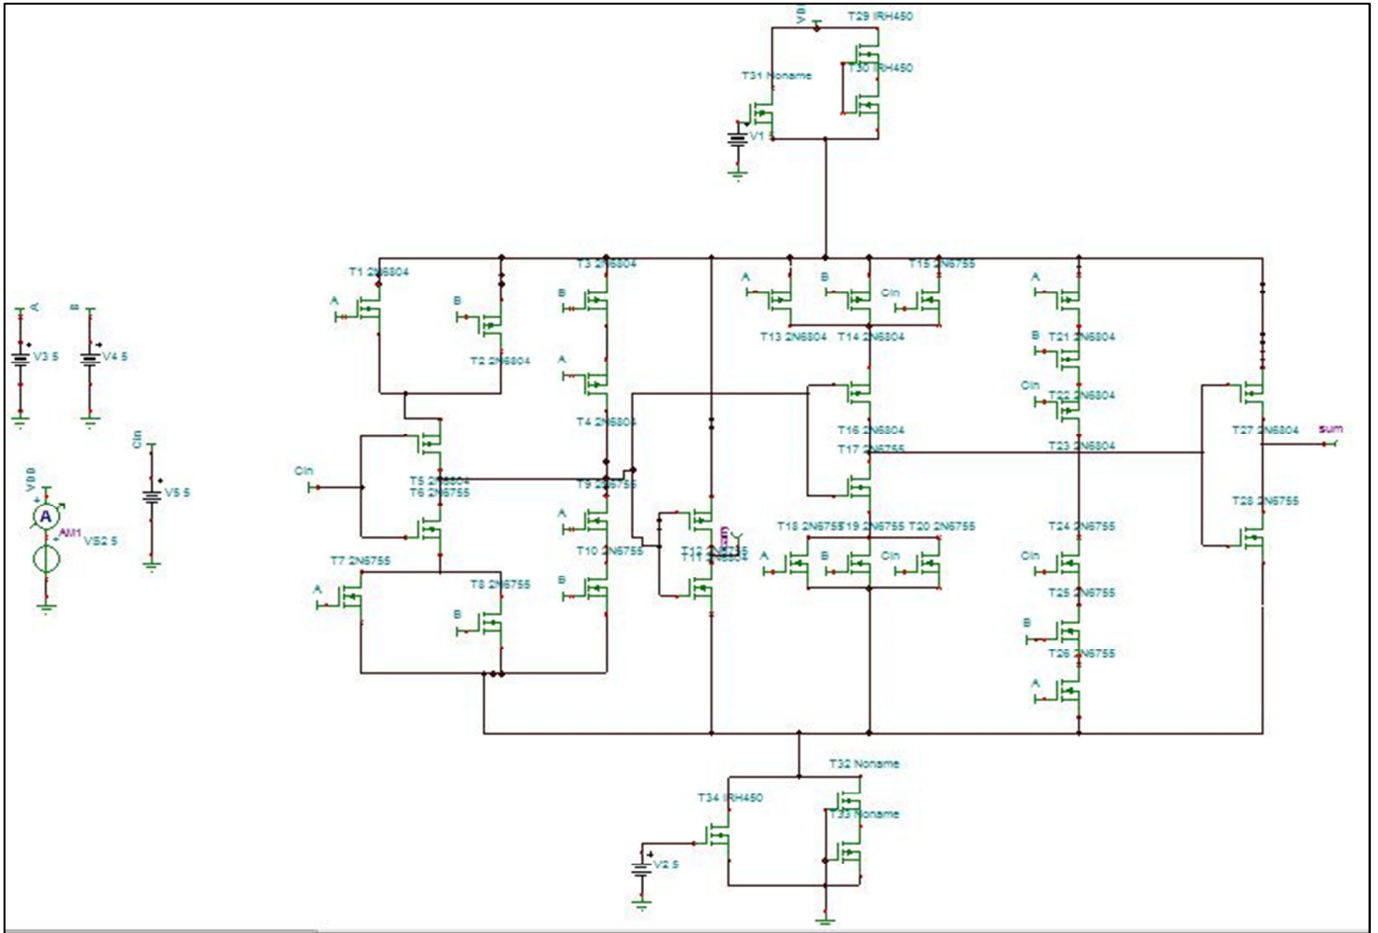 VDD
T29 IRH450
T30 IRH450
T31 Noname
V1 5
T1 2N6804
A
B
T2 2N6804
T3 2N6804
B
A
T4 2N6804
A
B
T15 2N6755
Cin
T13 2N6804
T14 2N6804
A
B
T21 2N6804
Cin
T22 2N6804
T16 2N6804
T17 2N6755
T23 2N6804
T27 2N6804
sum
A
B
V3 5
V4 5
Cin
V5 5
VDD
A
AM1
VS2 5
Cin
T5 2N6804
T6 2N6755
T9 2N6755
A
T10 2N6755
B
T7 2N6755
A
T8 2N6755
B
T12 2N6755
T11 2N6804
T18 2N6755
T19 2N6755
T20 2N6755
A
B
Cin
T24 2N6755
Cin
T25 2N6755
B
T26 2N6755
A
T28 2N6755
T32 Noname
T34 IRH450
T33 Noname
V2 5